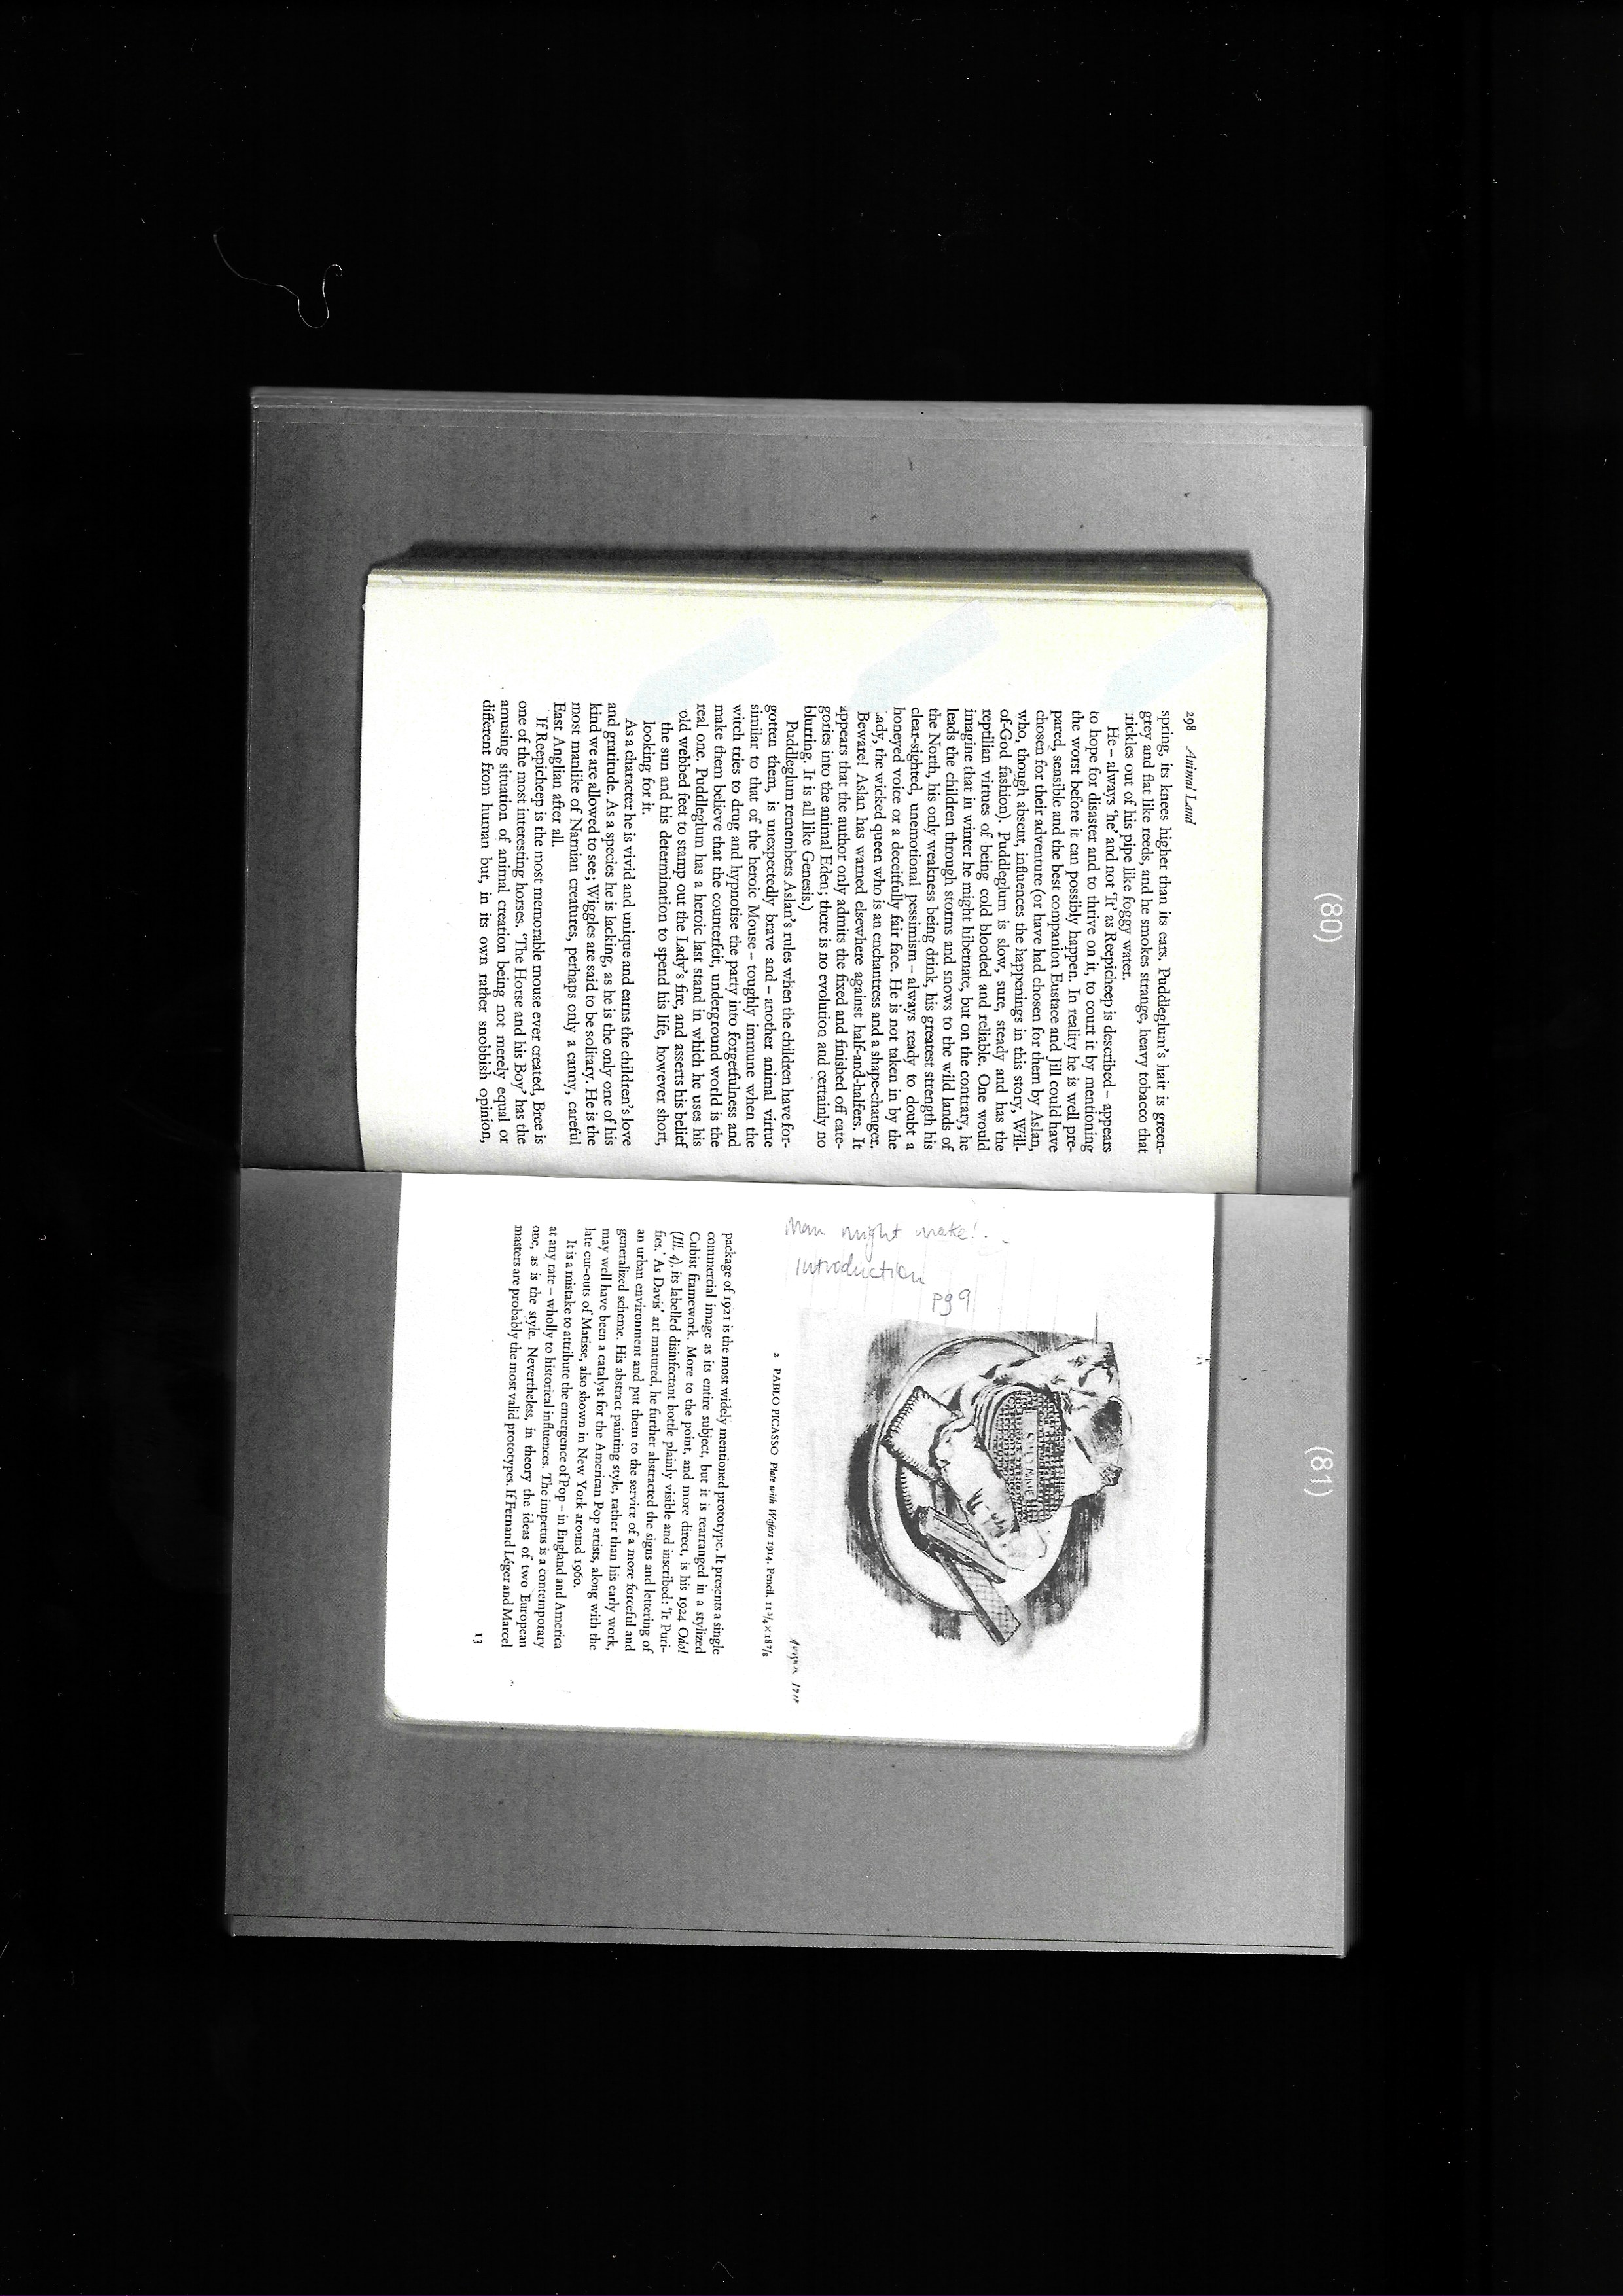 (80)
298 Animal Land
spring, its knees higher than its ears. Puddleglum's hair is green-
grey and flat like reeds, and he smokes strange, heavy tobacco that
rickles out of his pipe like foggy water.
He – always 'he' and not 'It' as Reepicheep is described – appears
to hope for disaster and to thrive on it, to court it by mentioning
the worst before it can possibly happen. In reality he is well pre-
pared, sensible and the best companion Eustace and Jill could have
chosen for their adventure (or have had chosen for them by Aslan,
who, though absent, influences the happenings in this story, Will-
of-God fashion). Puddleglum is slow, sure, steady and has the
reptilian virtues of being cold blooded and reliable. One would
imagine that in winter he might hibernate, but on the contrary, he
leads the children through storms and snows to the wild lands of
the North, his only weakness being drink, his greatest strength his
clear-sighted, unemotional pessimism – always ready to doubt a
honeyed voice or a deceitfully fair face. He is not taken in by the
ady, the wicked queen who is an enchantress and a shape-changer.
Beware! Aslan has warned elsewhere against half-and-halfers. It
appears that the author only admits the fixed and finished off cate-
gories into the animal Eden; there is no evolution and certainly no
blurring. It is all like Genesis.)
Puddleglum remembers Aslan's rules when the children have for-
gotten them, is unexpectedly brave and – another animal virtue
similar to that of the heroic Mouse – toughly immune when the
witch tries to drug and hypnotise the party into forgetfulness and
make them believe that the counterfeit, underground world is the
real one. Puddleglum has a heroic last stand in which he uses his
old webbed feet to stamp out the Lady's fire, and asserts his belief
the sun and his determination to spend his life, however short,
looking for it.
As a character he is vivid and unique and earns the children's love
and gratitude. As a species he is lacking, as he is the only one of his
kind we are allowed to see; Wiggles are said to be solitary. He is the
most manlike of Narnian creatures, perhaps only a canny, careful
East Anglian after all.
If Reepicheep is the most memorable mouse ever created, Bree is
one of the most interesting horses. 'The Horse and his Boy' has the
amusing situation of animal creation being not merely equal or
different from human but, in its own rather snobbish opinion,
(81)
Man might make!
Introduction
pg 9
SULTANE
Avignon 1914
2 PABLO PICASSO Plate with Wafers 1914. Pencil, 11 3/4 × 18 7/8
package of 1921 is the most widely mentioned prototype. It presents a single
commercial image as its entire subject, but it is rearranged in a stylized
Cubist framework. More to the point, and more direct, is his 1924 Odol
(Ill. 4), its labelled disinfectant bottle plainly visible and inscribed: 'It Puri-
fies.' As Davis' art matured, he further abstracted the signs and lettering of
an urban environment and put them to the service of a more forceful and
generalized scheme. His abstract painting style, rather than his early work,
may well have been a catalyst for the American Pop artists, along with the
late cut-outs of Matisse, also shown in New York around 1960.
It is a mistake to attribute the emergence of Pop – in England and America
at any rate – wholly to historical influences. The impetus is a contemporary
one, as is the style. Nevertheless, in theory the ideas of two European
masters are probably the most valid prototypes. If Fernand Léger and Marcel
13